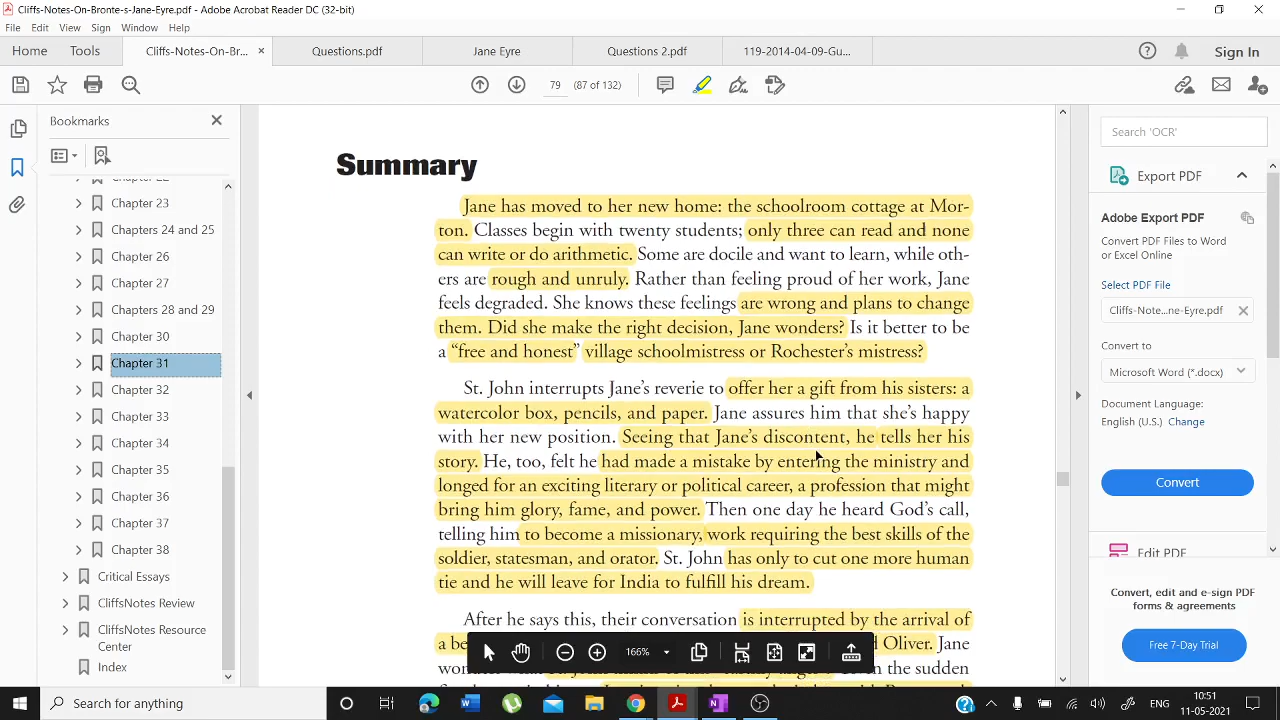 Cliffs-Notes-On-Bronte-s-Jane-Eyre.pdf - Adobe Acrobat Reader DC (32-bit)
File Edit View Sign Window Help
Home Tools Cliffs-Notes-On-Br... × Questions.pdf Jane Eyre Questions 2.pdf 119-2014-04-09-Gu... Sign In
79 (87 of 132)
Bookmarks
Chapter 22
Chapter 23
Chapters 24 and 25
Chapter 26
Chapter 27
Chapters 28 and 29
Chapter 30
Chapter 31
Chapter 32
Chapter 33
Chapter 34
Chapter 35
Chapter 36
Chapter 37
Chapter 38
Critical Essays
CliffsNotes Review
CliffsNotes Resource
Center
Index
Summary
Jane has moved to her new home: the schoolroom cottage at Mor-
ton. Classes begin with twenty students; only three can read and none
can write or do arithmetic. Some are docile and want to learn, while oth-
ers are rough and unruly. Rather than feeling proud of her work, Jane
feels degraded. She knows these feelings are wrong and plans to change
them. Did she make the right decision, Jane wonders? Is it better to be
a “free and honest” village schoolmistress or Rochester’s mistress?
St. John interrupts Jane’s reverie to offer her a gift from his sisters: a
watercolor box, pencils, and paper. Jane assures him that she’s happy
with her new position. Seeing that Jane’s discontent, he tells her his
story. He, too, felt he had made a mistake by entering the ministry and
longed for an exciting literary or political career, a profession that might
bring him glory, fame, and power. Then one day he heard God’s call,
telling him to become a missionary, work requiring the best skills of the
soldier, statesman, and orator. St. John has only to cut one more human
tie and he will leave for India to fulfill his dream.
After he says this, their conversation is interrupted by the arrival of
a Oliver. Jane
the sudden
166%
Search 'OCR'
Export PDF
Adobe Export PDF
Convert PDF Files to Word
or Excel Online
Select PDF File
Cliffs-Note...ne-Eyre.pdf
Convert to
Microsoft Word (*.docx)
Document Language:
English (U.S.) Change
Convert
Edit PDF
Convert, edit and e-sign PDF
forms & agreements
Free 7-Day Trial
Type here to search
ENG
10:51
11-05-2021